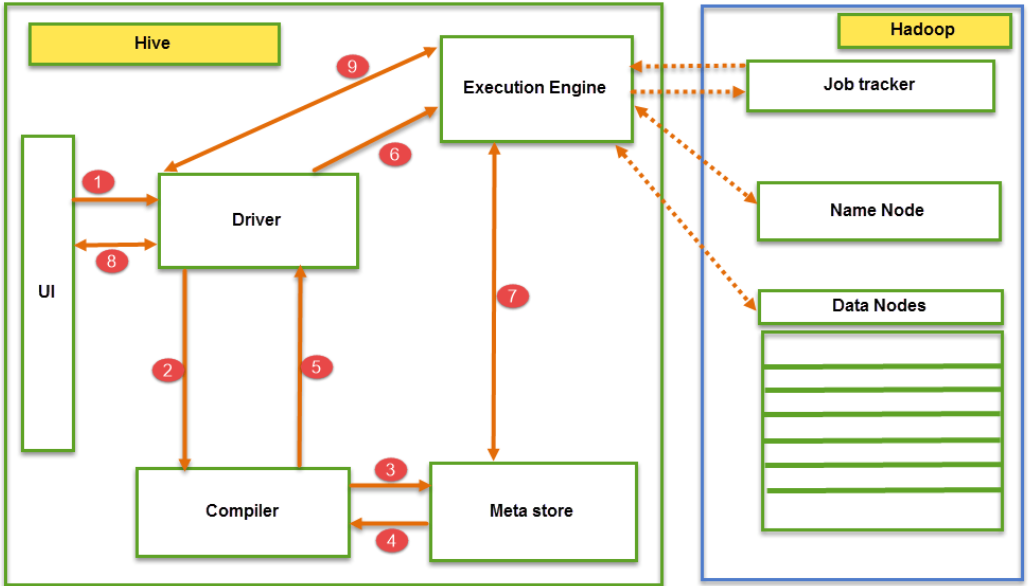 Hive
Hadoop
Execution Engine
Job tracker
9
6
1
Driver
Name Node
8
UI
7
Data Nodes
2
5
3
Compiler
Meta store
4